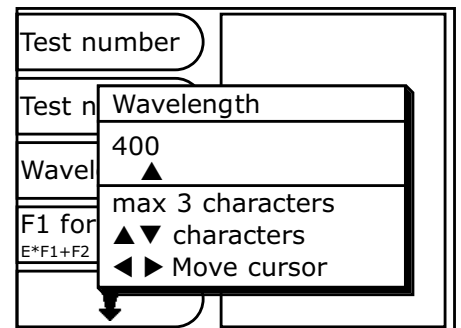 Test number
Test n
Wavelength
400
▲
Wavel
max 3 characters
F1 for
▲▼ characters
E*F1+F2
◀ ▶ Move cursor